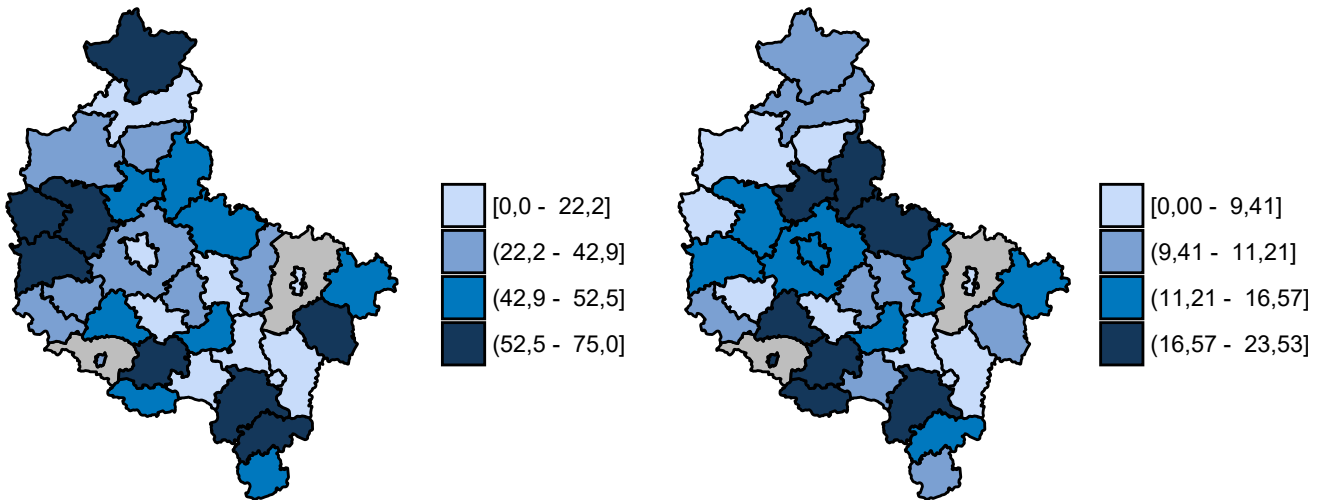 [0,0 - 22,2]
(22,2 - 42,9]
(42,9 - 52,5]
(52,5 - 75,0]
[0,00 - 9,41]
(9,41 - 11,21]
(11,21 - 16,57]
(16,57 - 23,53]